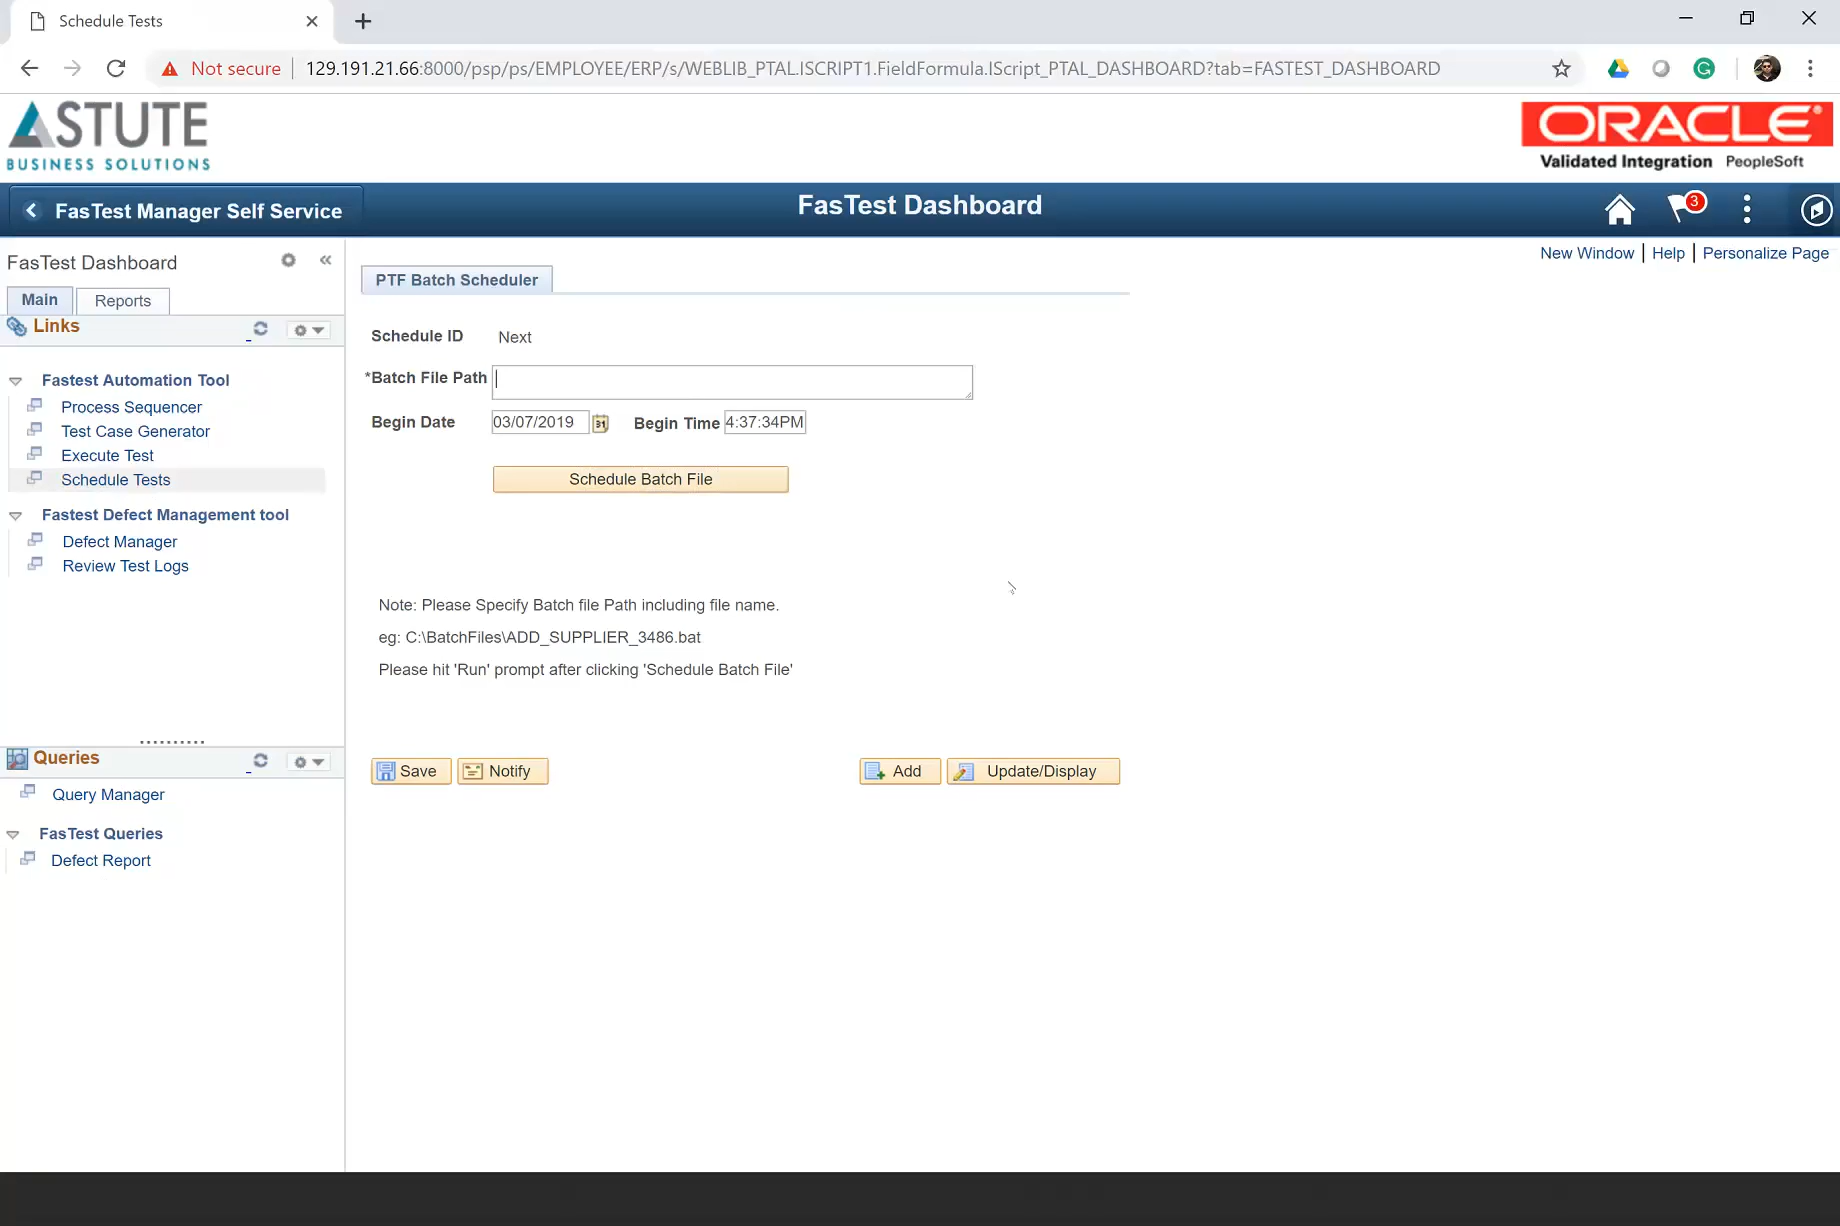 Schedule Tests
Not secure
129.191.21.66:8000/psp/ps/EMPLOYEE/ERP/s/WEBLIB_PTAL.ISCRIPT1.FieldFormula.IScript_PTAL_DASHBOARD?tab=FASTEST_DASHBOARD
ASTUTE
BUSINESS SOLUTIONS
ORACLE®
Validated Integration PeopleSoft
FasTest Manager Self Service
FasTest Dashboard
3
New Window | Help | Personalize Page
FasTest Dashboard
Main
Reports
Links
Fastest Automation Tool
Process Sequencer
Test Case Generator
Execute Test
Schedule Tests
Fastest Defect Management tool
Defect Manager
Review Test Logs
Queries
Query Manager
FasTest Queries
Defect Report
PTF Batch Scheduler
Schedule ID Next
*Batch File Path
Begin Date 03/07/2019 31 Begin Time 4:37:34PM
Schedule Batch File
Note: Please Specify Batch file Path including file name.
eg: C:\BatchFiles\ADD_SUPPLIER_3486.bat
Please hit 'Run' prompt after clicking 'Schedule Batch File'
Save
Notify
Add
Update/Display